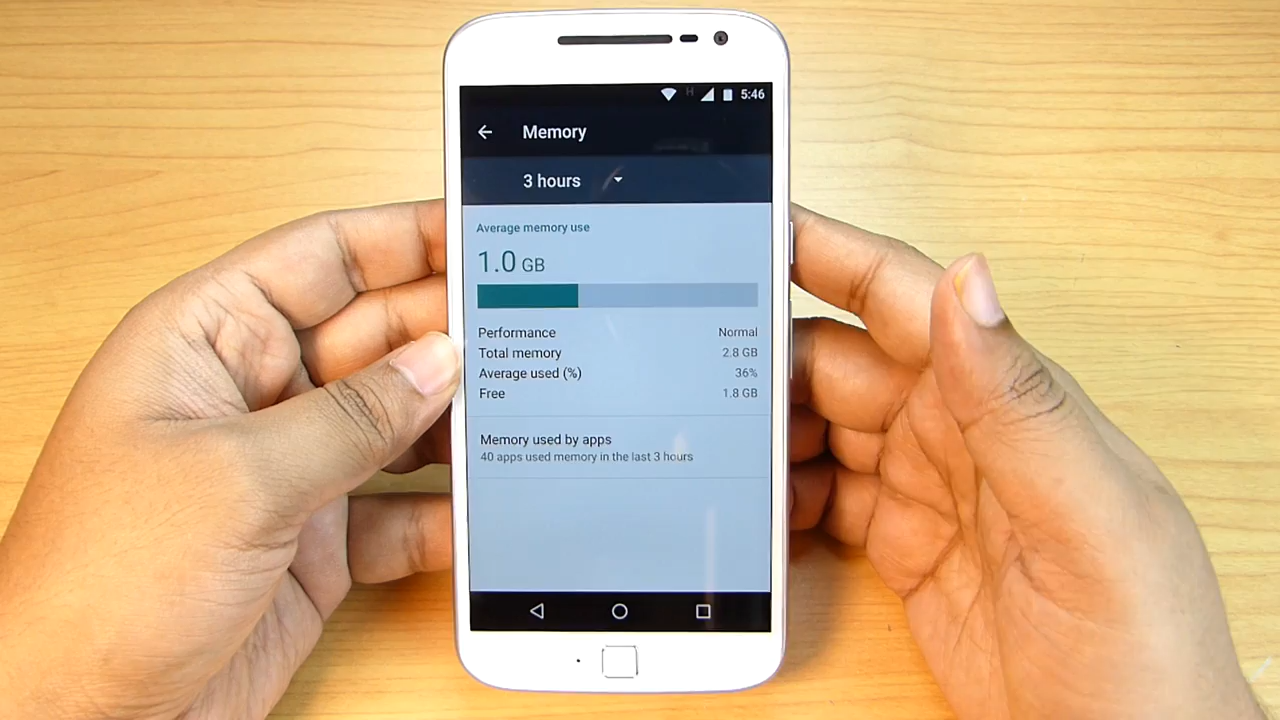 H 5:46
Memory
3 hours
Average memory use
1.0 GB
Performance Normal
Total memory 2.8 GB
Average used (%) 36%
Free 1.8 GB
Memory used by apps
40 apps used memory in the last 3 hours